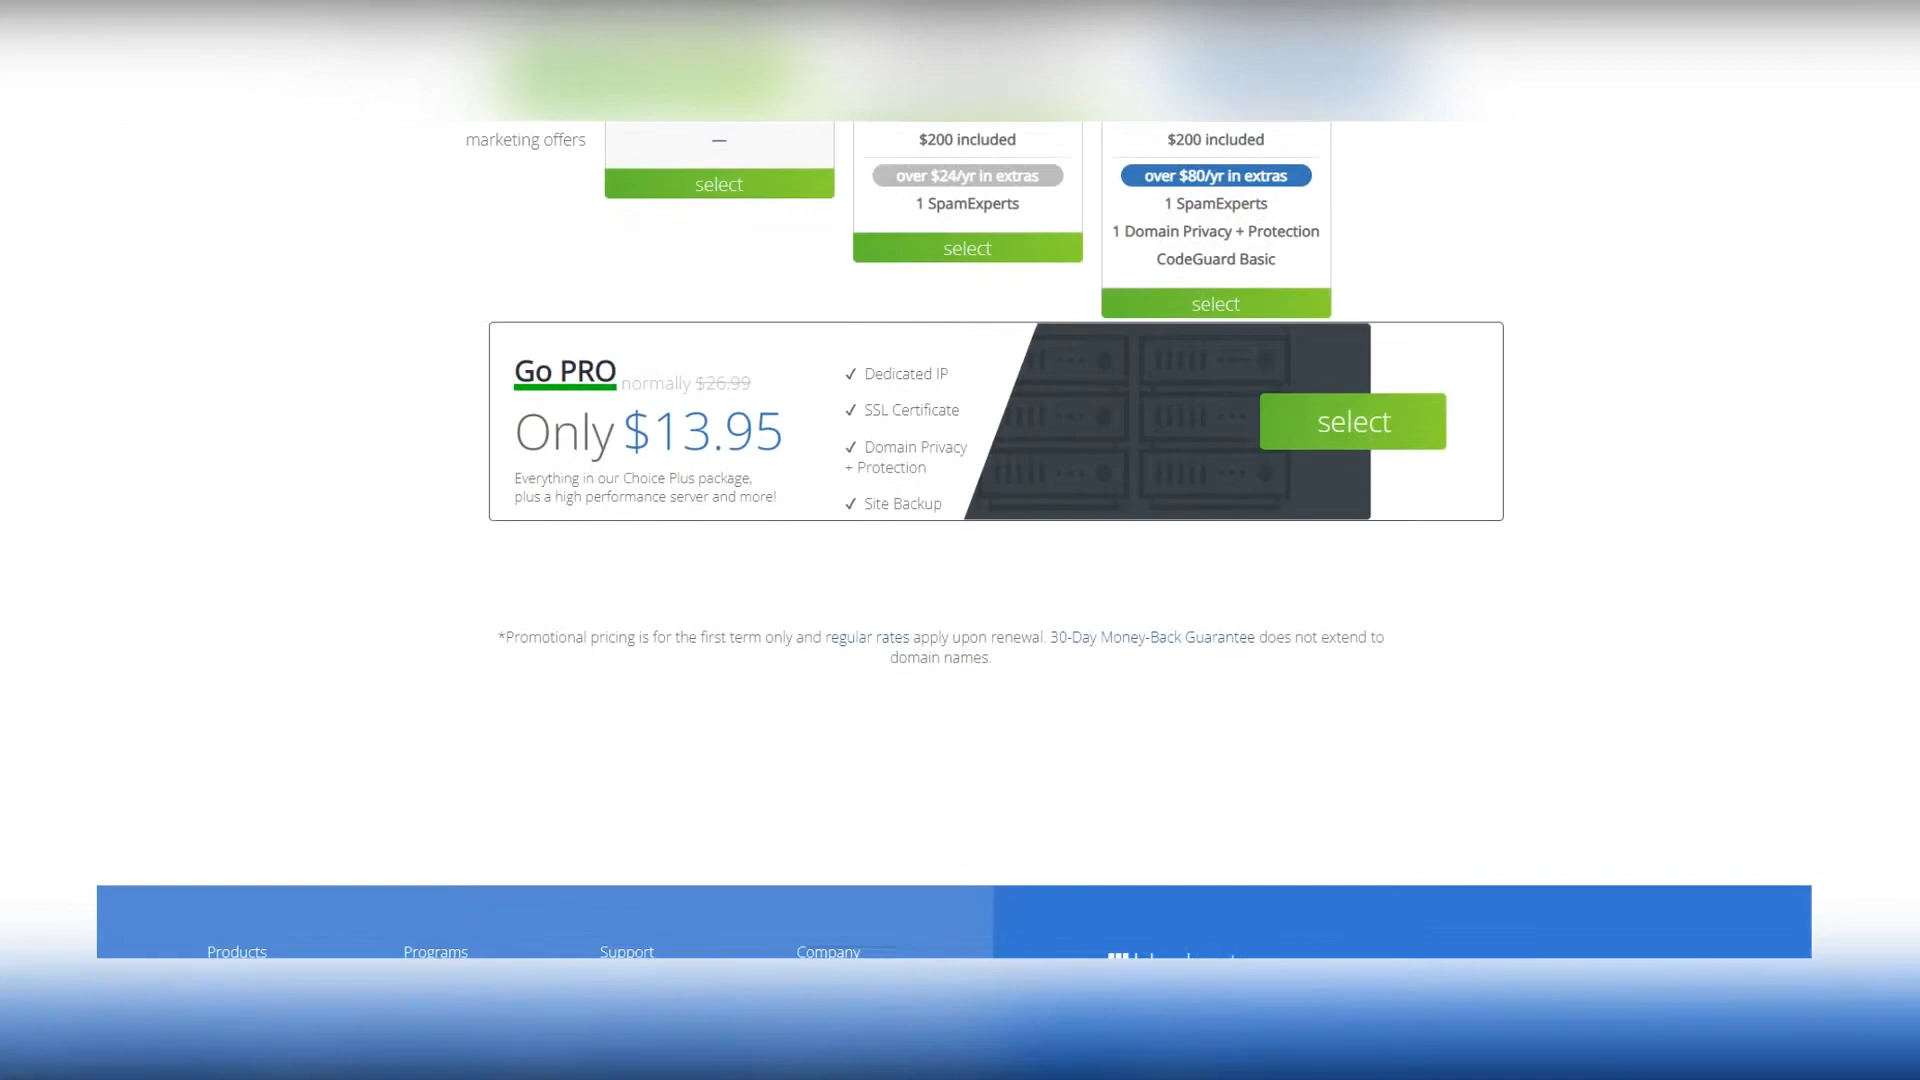 marketing offers
—
select
$200 included
over $24/yr in extras
1 SpamExperts
select
$200 included
over $80/yr in extras
1 SpamExperts
1 Domain Privacy + Protection
CodeGuard Basic
select
Go PRO normally $26.99
Only $13.95
Everything in our Choice Plus package,
plus a high performance server and more!
✓ Dedicated IP
✓ SSL Certificate
✓ Domain Privacy
+ Protection
✓ Site Backup
select
*Promotional pricing is for the first term only and regular rates apply upon renewal. 30-Day Money-Back Guarantee does not extend to
domain names.
Products Programs Support Company